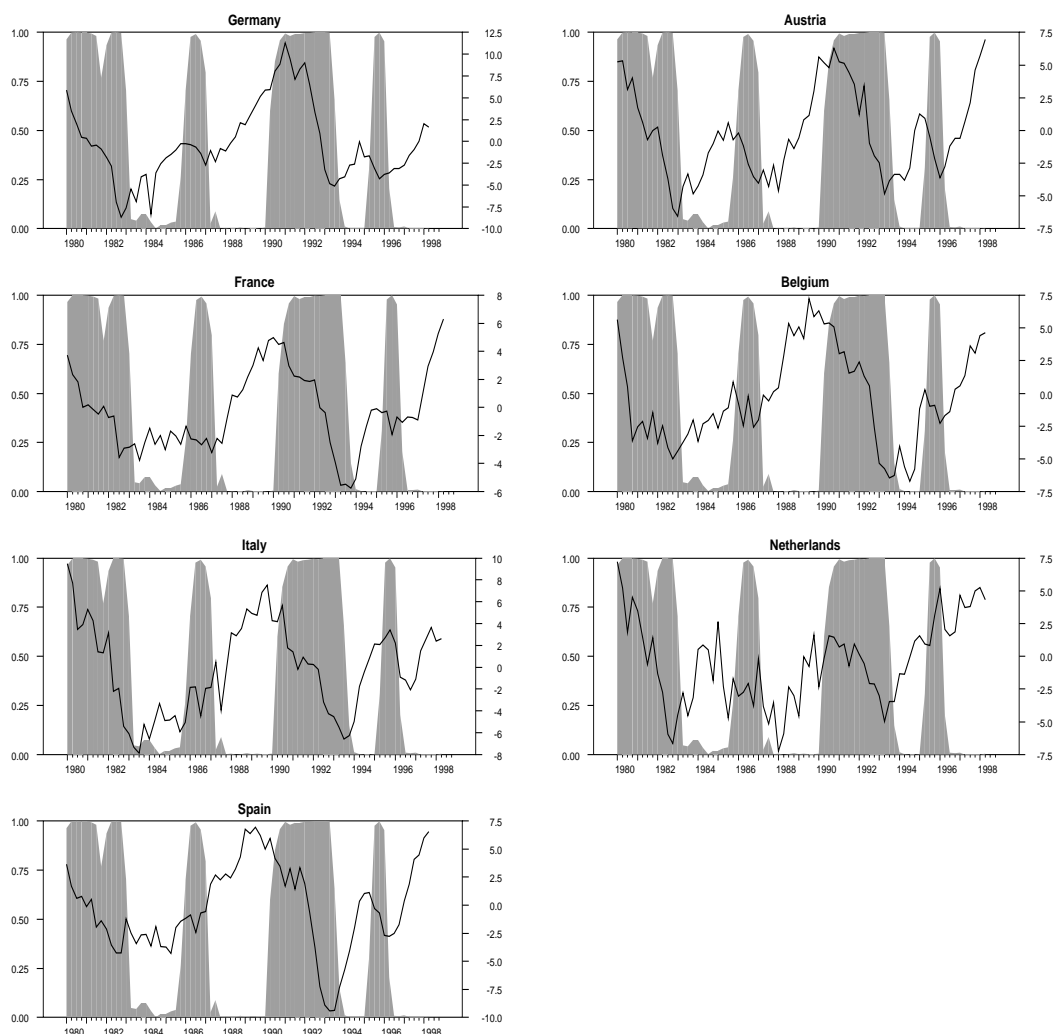 Germany
1.00 0.75 0.50 0.25 0.00
12.5 10.0 7.5 5.0 2.5 0.0 -2.5 -5.0 -7.5 -10.0
1980 1982 1984 1986 1990 1992 1994 1996 1998
Austria
1.00 0.75 0.50 0.25 0.00
7.5 5.0 2.5 0.0 -2.5 -5.0 -7.5
1980 1982 1984 1986 1990 1992 1994 1996 1998
France
1.00 0.75 0.50 0.25 0.00
8 6 4 2 0 -2 -4 -6
1980 1982 1984 1986 1990 1992 1994 1996 1998
Belgium
1.00 0.75 0.50 0.25 0.00
7.5 5.0 2.5 0.0 -2.5 -5.0 -7.5
1980 1982 1984 1986 1990 1992 1994 1996 1998
Italy
1.00 0.75 0.50 0.25 0.00
10 8 6 4 2 0 -2 -4 -6 -8
1980 1982 1984 1986 1990 1992 1994 1996 1998
Netherlands
1.00 0.75 0.50 0.25 0.00
7.5 5.0 2.5 0.0 -2.5 -5.0 -7.5
1980 1982 1984 1986 1990 1992 1994 1996 1998
Spain
1.00 0.75 0.50 0.25 0.00
7.5 5.0 2.5 0.0 -2.5 -5.0 -7.5 -10.0
1980 1982 1984 1986 1990 1992 1994 1996 1998